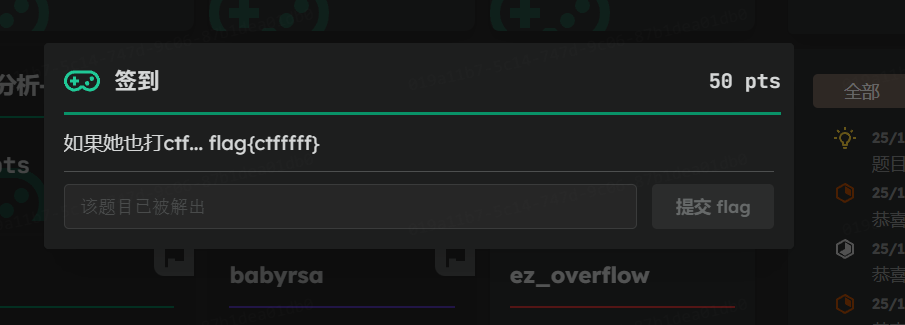 签到
50 pts
如果她也打ctf... flag{ctfffff}
该题目已被解出
提交 flag
分析-
pts
babyrsa
ez_overflow
全部
25/1
题目
25/1
恭喜
25/1
恭喜
25/1